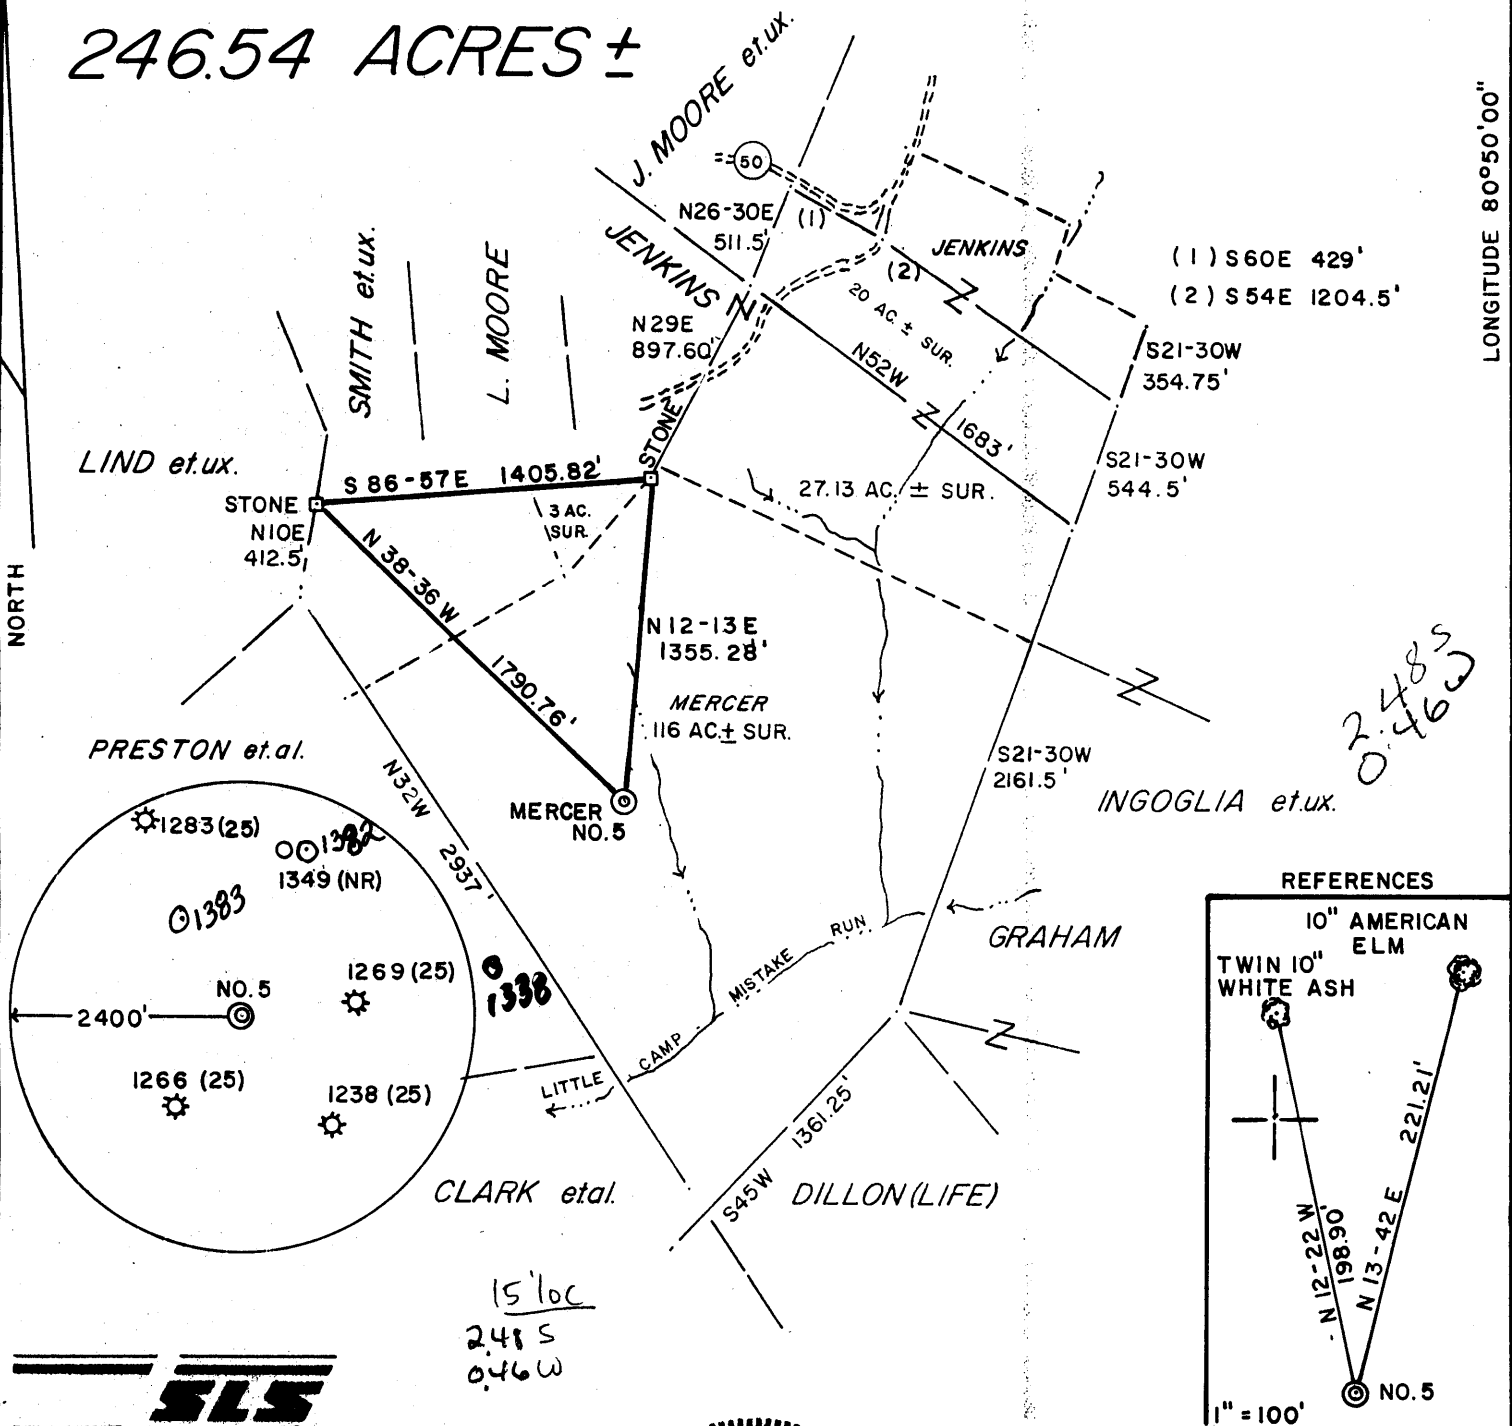 246.54 ACRES ±
J. MOORE et.ux.
LONGITUDE 80°50'00"
50
N26-30E
511.5'
(1)
JENKINS
(2)
(1) S60E 429'
(2) S54E 1204.5'
JENKINS
SMITH et.ux.
L. MOORE
20 AC. ± SUR.
N29E
897.60'
N52W
1683'
S21-30W
354.75'
STONE
LIND et.ux.
S 86-57E 1405.82'
S21-30W
544.5'
STONE
27.13 AC. ± SUR.
3 AC.
SUR.
N10E
412.5'
N 38-36 W
1790.76'
NORTH
N 12-13 E
1355.28'
2.48 S
0.46 W
MERCER
116 AC.± SUR.
PRESTON et.al.
S21-30W
2161.5'
N32W
2937'
MERCER
NO.5
INGOGLIA et.ux.
1283 (25)
1382
1349 (NR)
1383
REFERENCES
10" AMERICAN
ELM
RUN
GRAHAM
TWIN 10"
WHITE ASH
1269 (25)
1338
MISTAKE
NO.5
2400'
CAMP
LITTLE
1266 (25)
1238 (25)
1361.25'
S45W
221.21'
CLARK etal.
DILLON (LIFE)
N 12-22 W
198.90'
N 13-42 E
15' loc
2.48 S
0.46 W
SLS
NO.5
1" = 100'